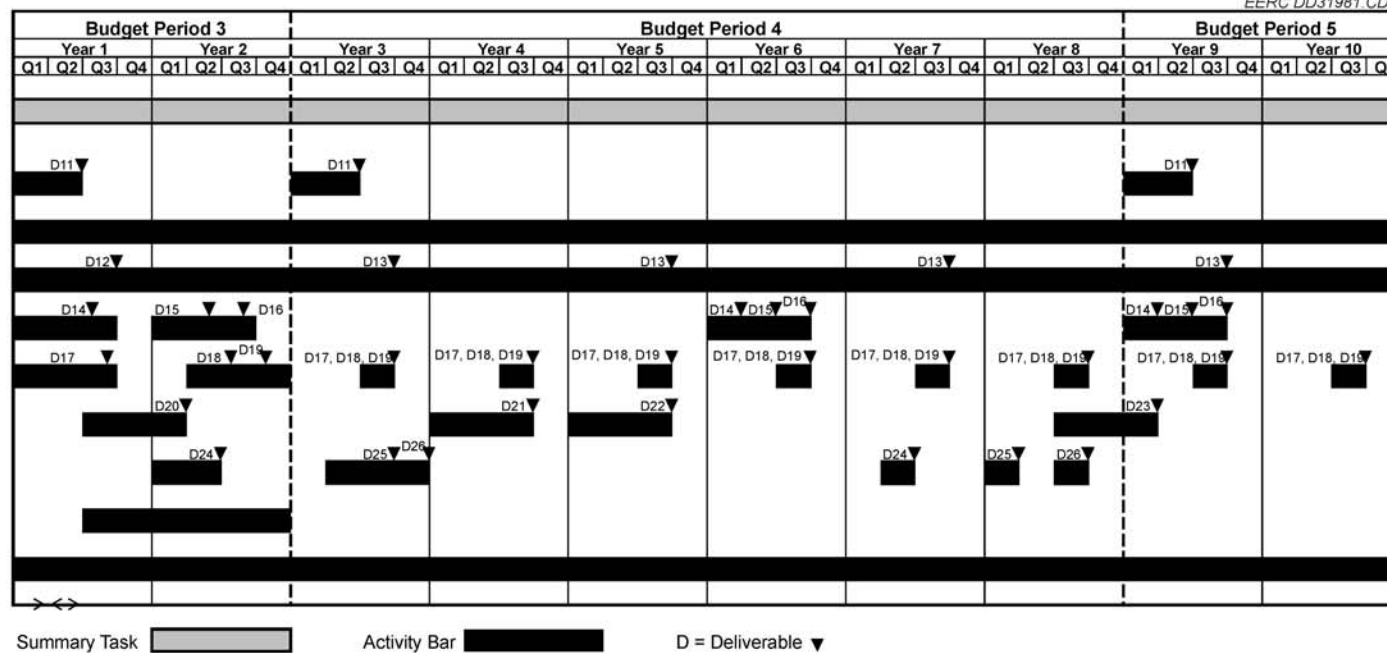 EERC DD31981.CD
Budget Period 3 Budget Period 4 Budget Period 5
Year 1 Year 2 Year 3 Year 4 Year 5 Year 6 Year 7 Year 8 Year 9 Year 10
Q1 Q2 Q3 Q4 Q1 Q2 Q3 Q4 Q1 Q2 Q3 Q4 Q1 Q2 Q3 Q4 Q1 Q2 Q3 Q4 Q1 Q2 Q3 Q4 Q1 Q2 Q3 Q4 Q1 Q2 Q3 Q4 Q1 Q2 Q3 Q4 Q1 Q2 Q3 Q
D11 D11 D11
D12 D13 D13 D13 D13
D14 D15 D16 D14 D15 D16 D14 D15 D16
D17 D18 D19 D17, D18, D19 D17, D18, D19 D17, D18, D19 D17, D18, D19 D17, D18, D19 D17, D18, D19 D17, D18, D19 D17, D18, D19
D20 D21 D22 D23
D24 D25 D26 D24 D25 D26
Summary Task Activity Bar D = Deliverable